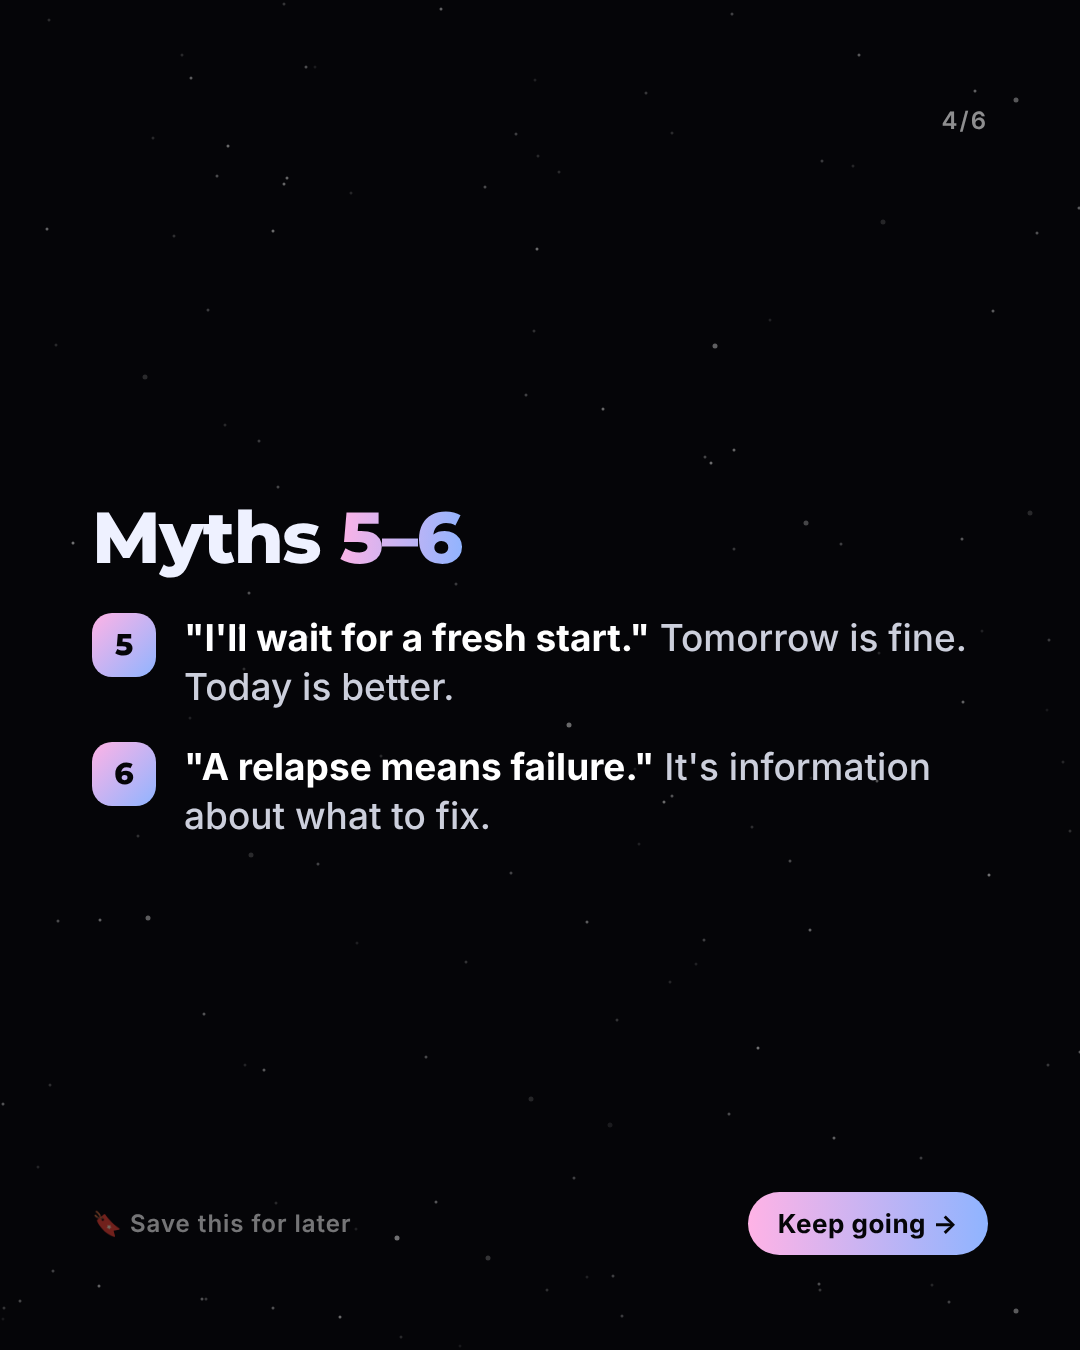 4/6
Myths 5–6
5
"I'll wait for a fresh start." Tomorrow is fine.
Today is better.
6
"A relapse means failure." It's information
about what to fix.
🔖 Save this for later
Keep going →